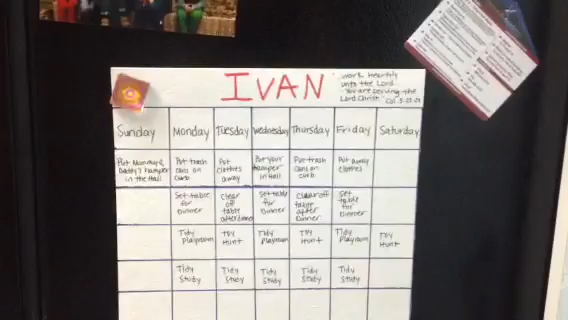 IVAN
work heartily
unto the Lord.
"You are serving the
Lord Christ."
Col. 3:23-24
Sunday Monday Tuesday Wednesday Thursday Friday Saturday
Put Mommy &
Daddy's hamper
in the Hall
Put trash
cans on
curb
Put
clothes
away
Put your
hamper
in Hall
Put trash
cans on
curb
Put away
clothes
Set table
for
Dinner
Clear
off
table
after dinner
Set table
for
Dinner
Clear off
table
after
Dinner
Set
table
for
Dinner
Tidy
Playroom
Toy
Hunt
Tidy
Playroom
Toy
Hunt
Tidy
Playroom
Toy
Hunt
Tidy
Study
Tidy
Study
Tidy
Study
Tidy
Study
Tidy
Study